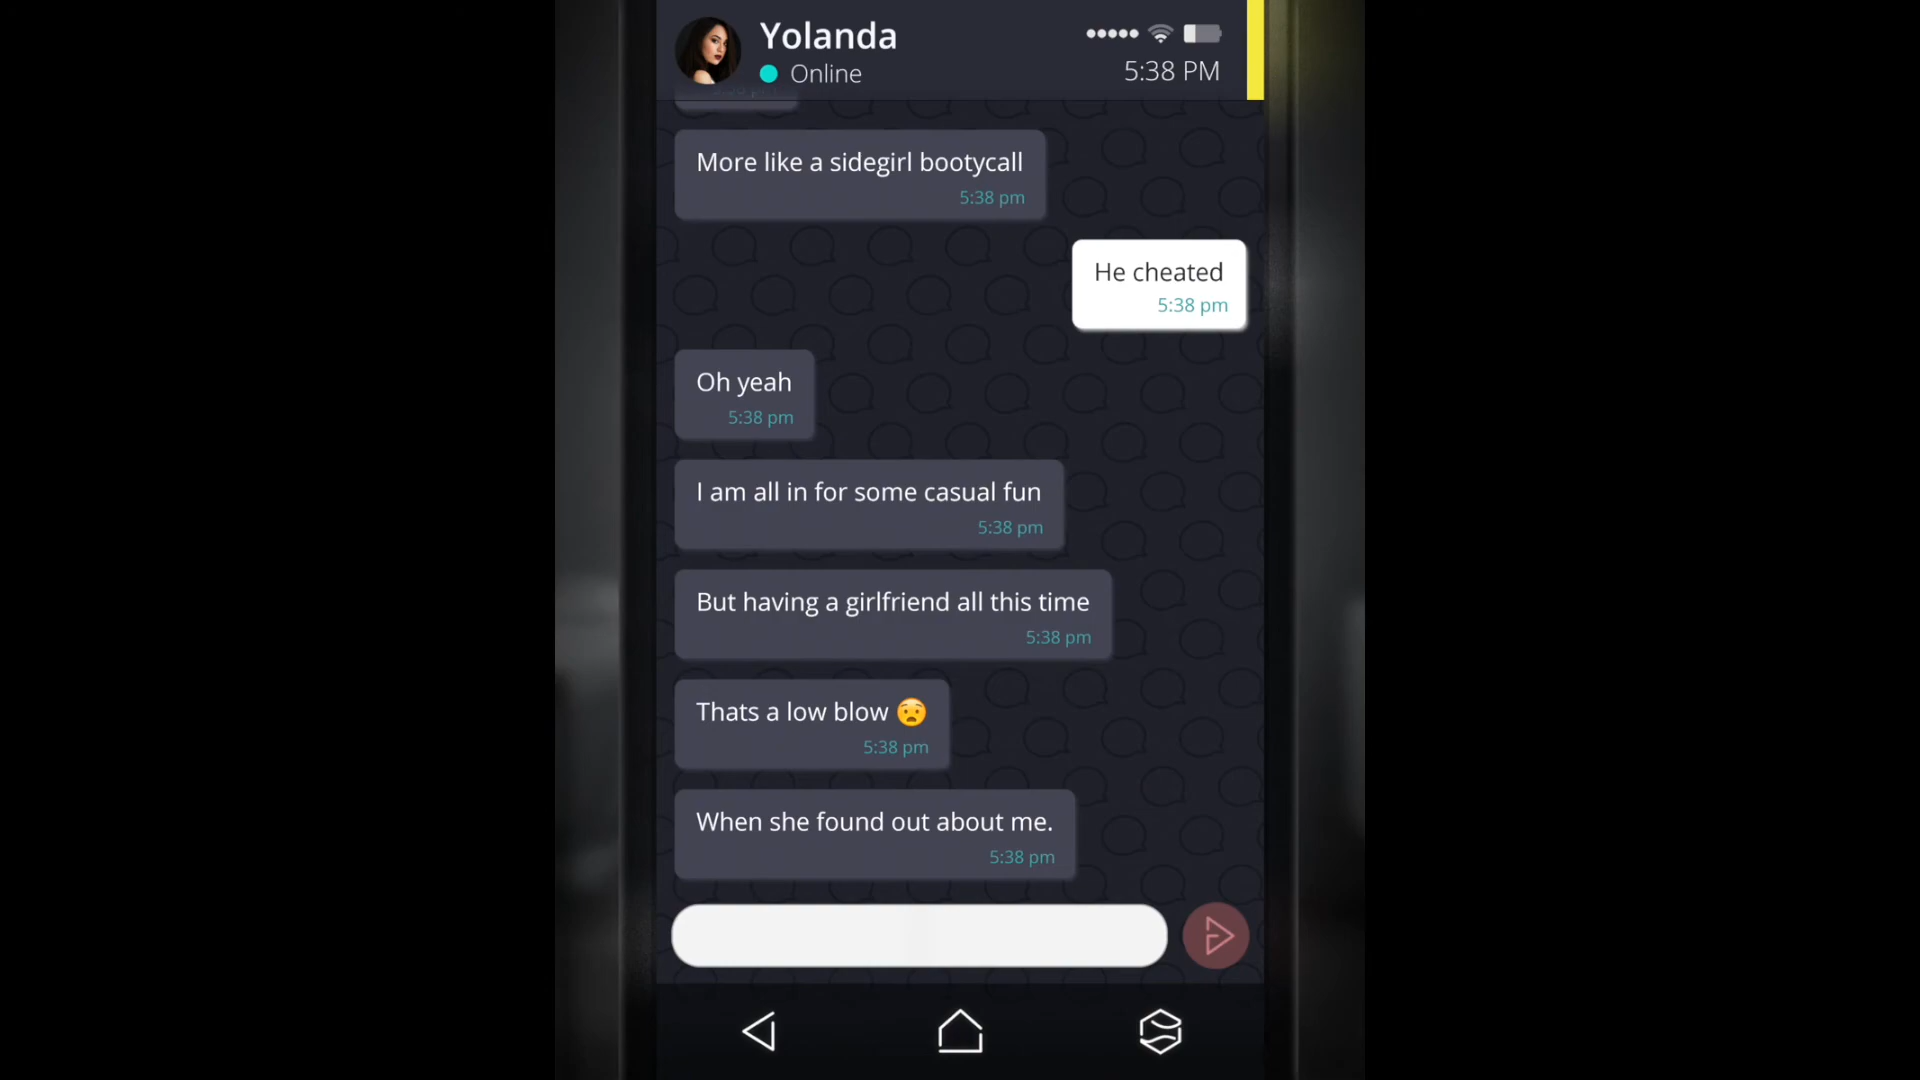 Yolanda
Online
5:38 PM
More like a sidegirl bootycall
5:38 pm
He cheated
5:38 pm
Oh yeah
5:38 pm
I am all in for some casual fun
5:38 pm
But having a girlfriend all this time
5:38 pm
Thats a low blow 😧
5:38 pm
When she found out about me.
5:38 pm